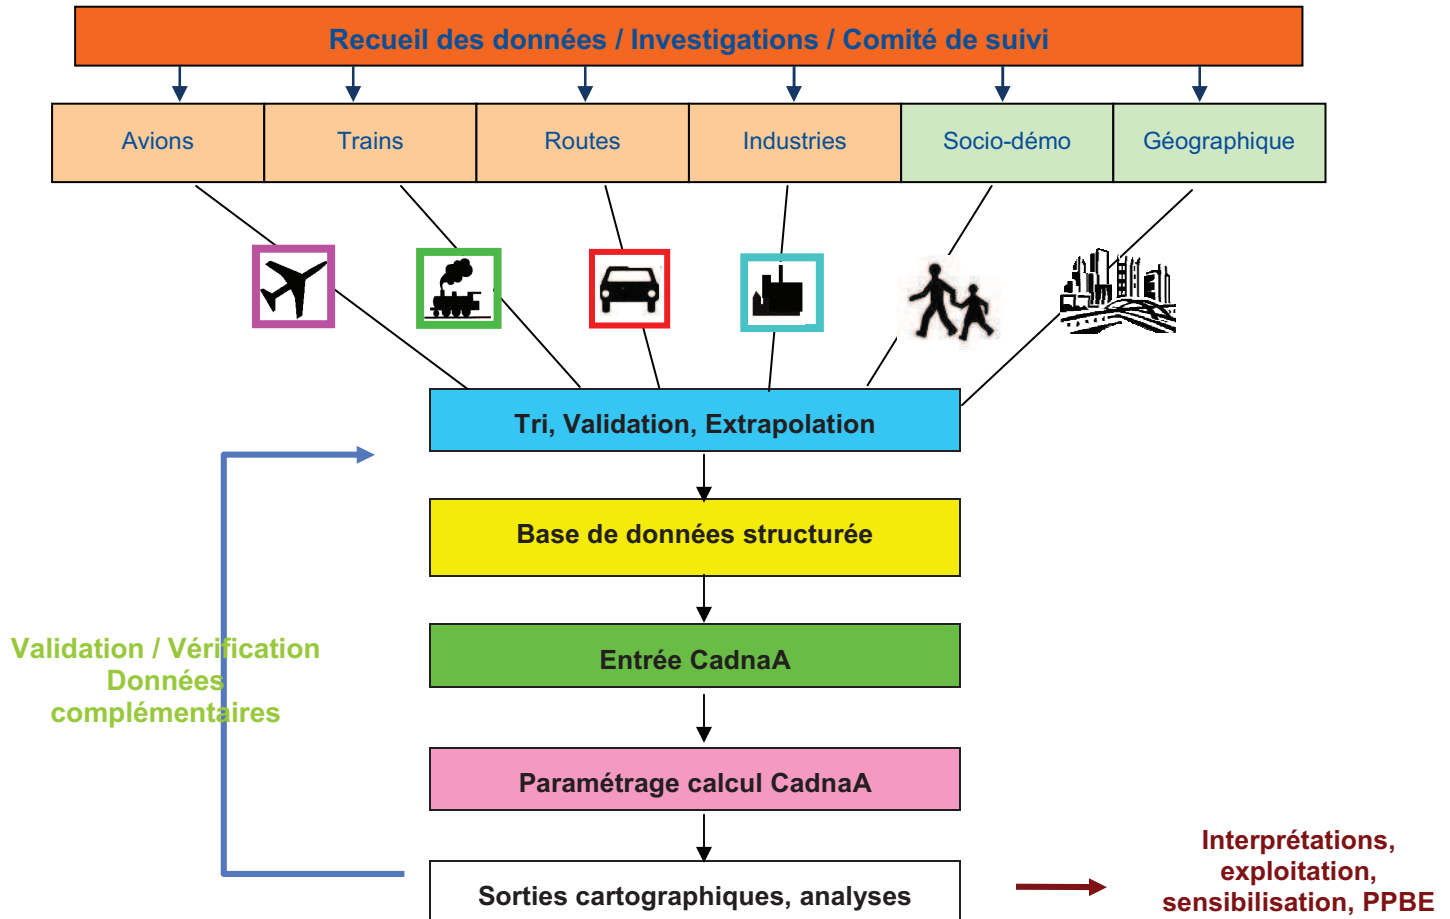 Recueil des données / Investigations / Comité de suivi
Avions
Trains
Routes
Industries
Socio-démo
Géographique
Tri, Validation, Extrapolation
Base de données structurée
Entrée CadnaA
Validation / Vérification
Données
complémentaires
Paramétrage calcul CadnaA
Sorties cartographiques, analyses
Interprétations,
exploitation,
sensibilisation, PPBE